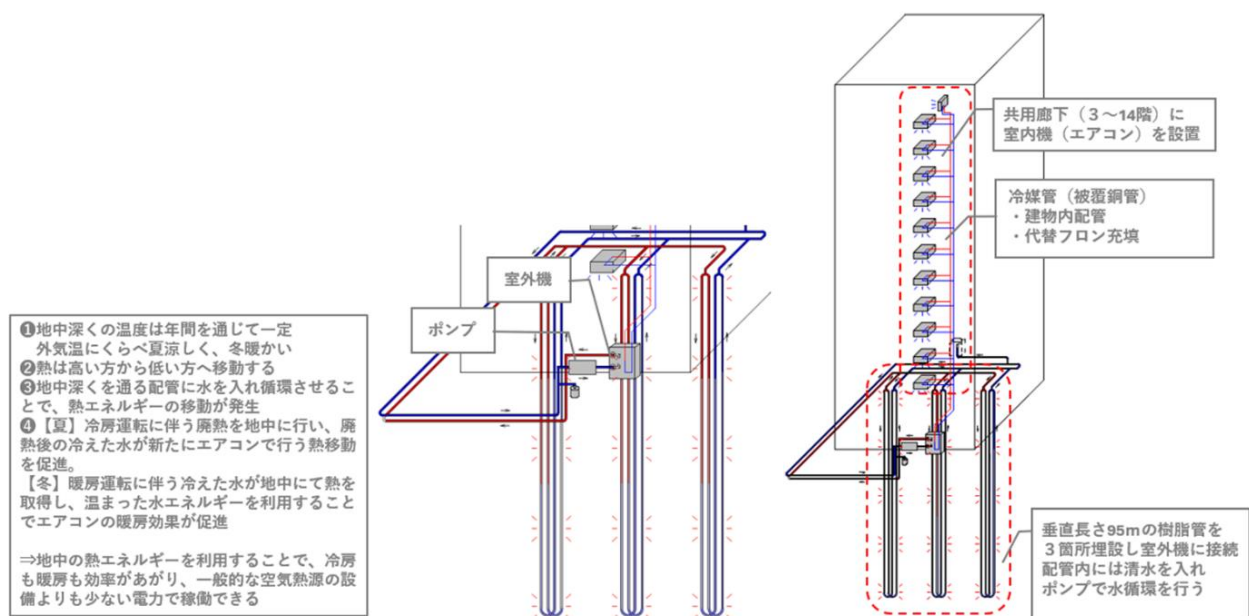 ❶地中深くの温度は年間を通じて一定
外気温にくらべ夏涼しく、冬暖かい
❷熱は高い方から低い方へ移動する
❸地中深くを通る配管に水を入れ循環させるこ
とで、熱エネルギーの移動が発生
❹【夏】冷房運転に伴う廃熱を地中に行い、廃
熱後の冷えた水が新たにエアコンで行う熱移動
を促進。
【冬】暖房運転に伴う冷えた水が地中にて熱を
取得し、温まった水エネルギーを利用すること
でエアコンの暖房効果が促進
⇒地中の熱エネルギーを利用することで、冷房
も暖房も効率があがり、一般的な空気熱源の設
備よりも少ない電力で稼働できる
室外機
ポンプ
共用廊下（３～14階）に
室内機（エアコン）を設置
冷媒管（被覆銅管）
・建物内配管
・代替フロン充填
垂直長さ95mの樹脂管を
３箇所埋設し室外機に接続
配管内には清水を入れ
ポンプで水循環を行う